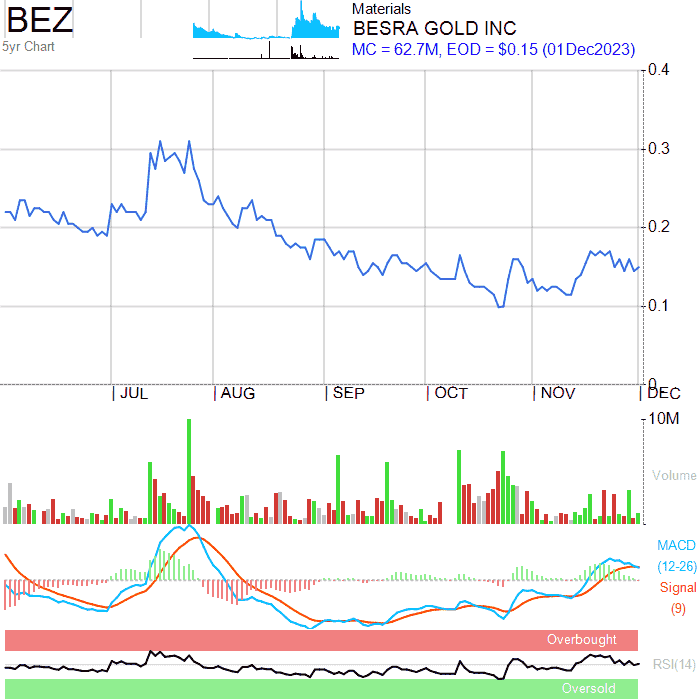 BEZ
5yr Chart
Materials
BESRA GOLD INC
MC = 62.7M, EOD = $0.15 (01Dec2023)
0.4
0.3
0.2
0.1
0
JUL AUG SEP OCT NOV DEC
10M
Volume
MACD
(12-26)
Signal
(9)
Overbought
RSI(14)
Oversold